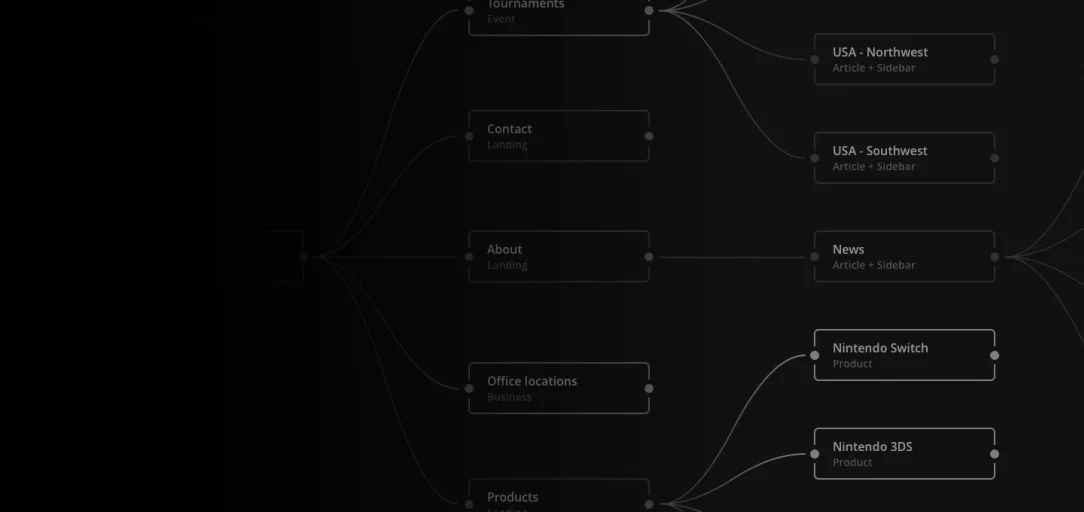 Tournaments
Event
Contact
Landing
About
Landing
Office locations
Business
Products
Landing
USA - Northwest
Article + Sidebar
USA - Southwest
Article + Sidebar
News
Article + Sidebar
Nintendo Switch
Product
Nintendo 3DS
Product